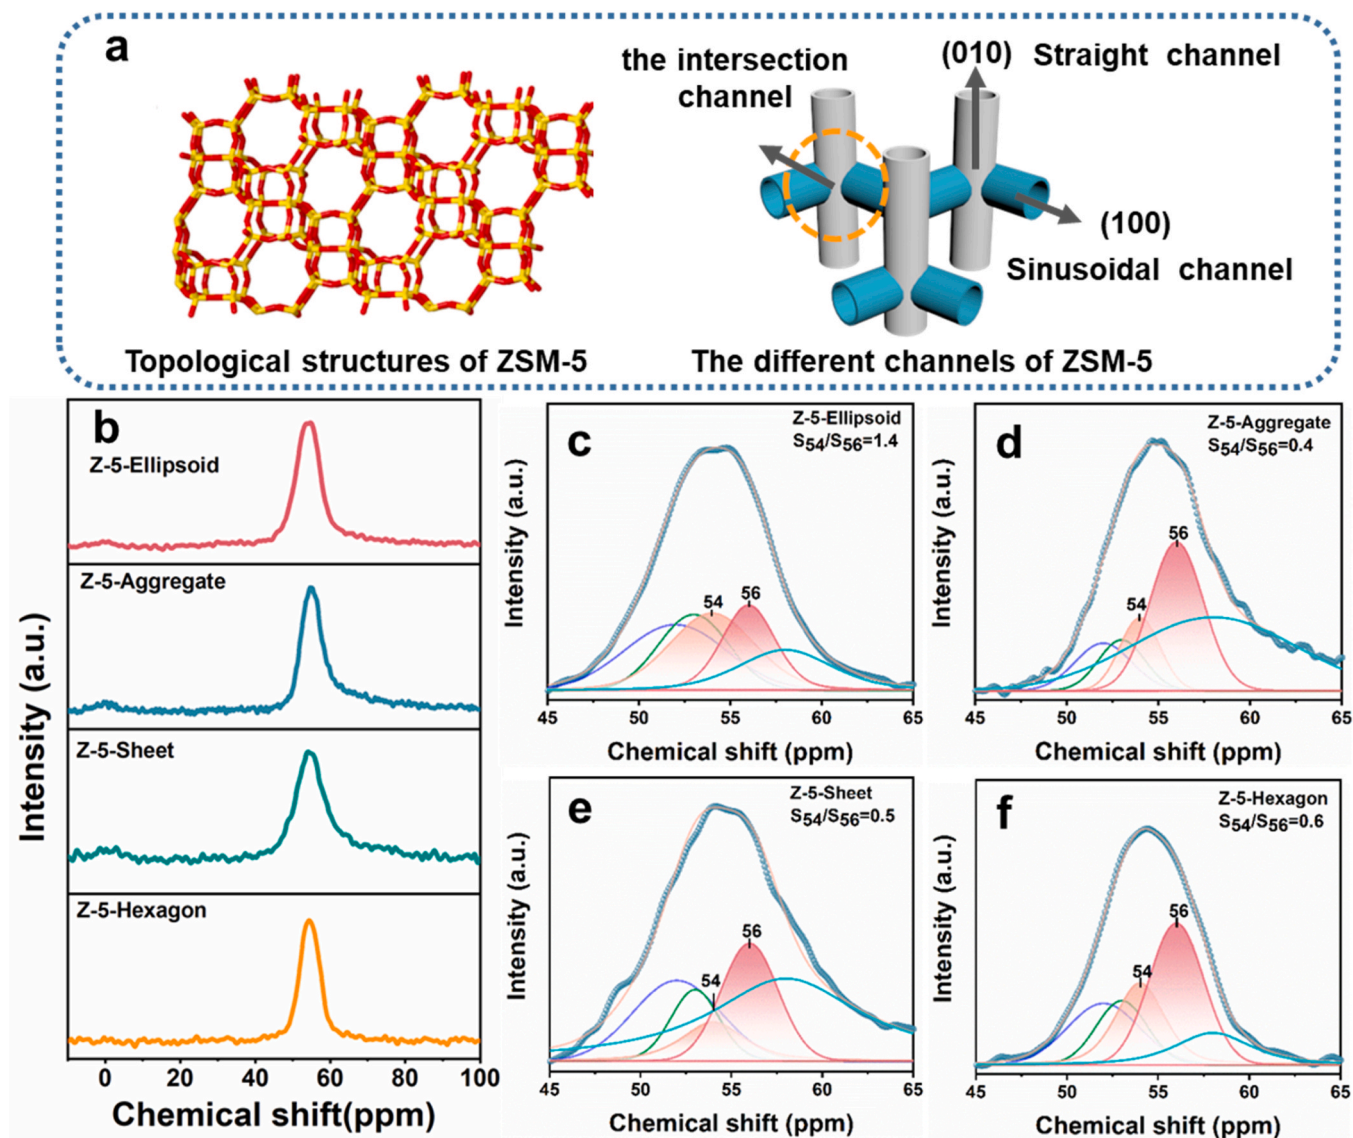 a
the intersection
channel
(010) Straight channel
(100)
Sinusoidal channel
Topological structures of ZSM-5
The different channels of ZSM-5
b
Z-5-Ellipsoid
Z-5-Aggregate
Z-5-Sheet
Z-5-Hexagon
Intensity (a.u.)
0 20 40 60 80 100
Chemical shift(ppm)
c
Z-5-Ellipsoid
S54/S56=1.4
54
56
Intensity (a.u.)
45 50 55 60 65
Chemical shift (ppm)
d
Z-5-Aggregate
S54/S56=0.4
56
54
Intensity (a.u.)
45 50 55 60 65
Chemical shift (ppm)
e
Z-5-Sheet
S54/S56=0.5
56
54
Intensity (a.u.)
45 50 55 60 65
Chemical shift (ppm)
f
Z-5-Hexagon
S54/S56=0.6
56
54
Intensity (a.u.)
45 50 55 60 65
Chemical shift (ppm)